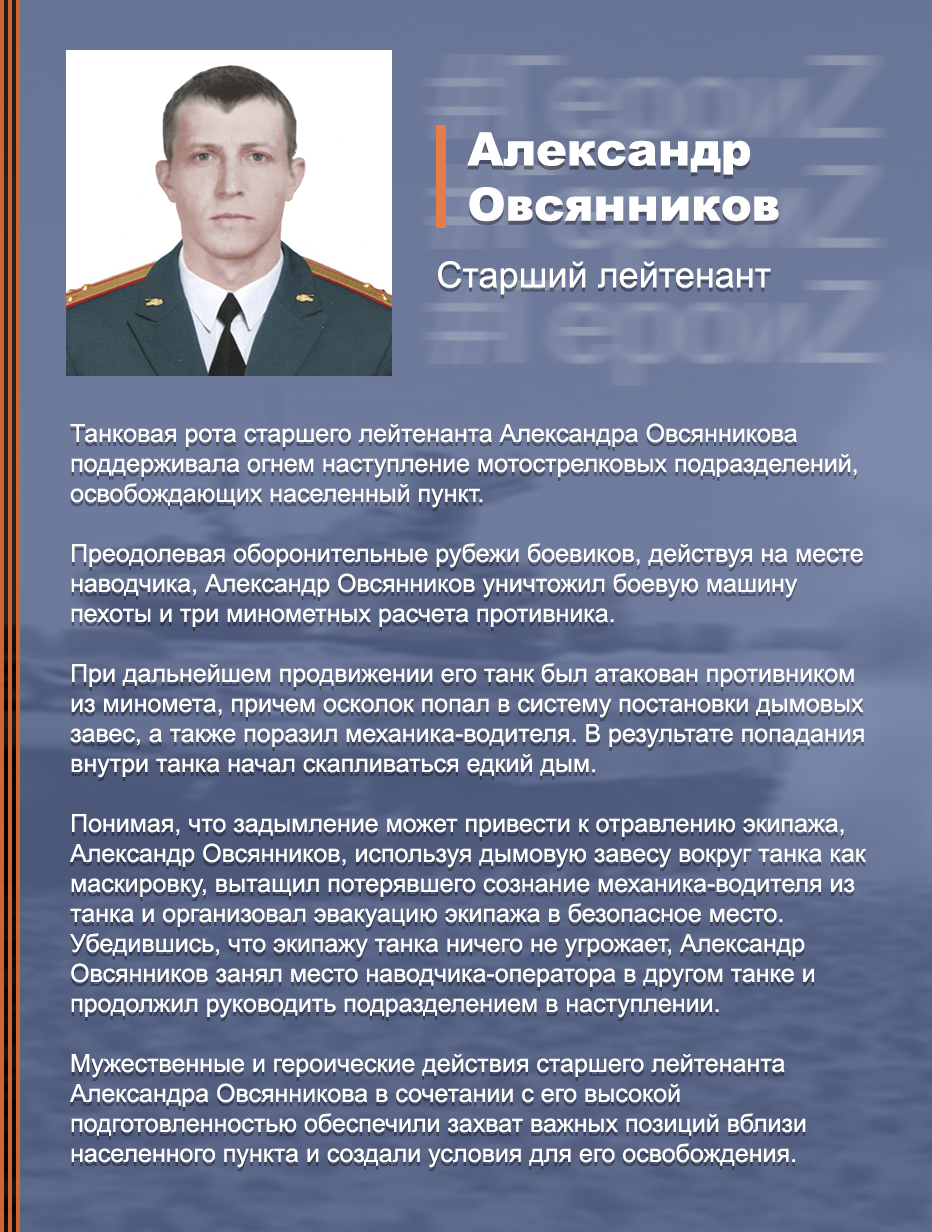 #ГероиZ
Александр
#ГероиZ
Овсянников
Старший лейтенант
#ГероиZ
Танковая рота старшего лейтенанта Александра Овсянникова
поддерживала огнем наступление мотострелковых подразделений,
освобождающих населенный пункт.
Преодолевая оборонительные рубежи боевиков, действуя на месте
наводчика, Александр Овсянников уничтожил боевую машину
пехоты и три минометных расчета противника.
При дальнейшем продвижении его танк был атакован противником
из миномета, причем осколок попал в систему постановки дымовых
завес, а также поразил механика-водителя. В результате попадания
внутри танка начал скапливаться едкий дым.
Понимая, что задымление может привести к отравлению экипажа,
Александр Овсянников, используя дымовую завесу вокруг танка как
маскировку, вытащил потерявшего сознание механика-водителя из
танка и организовал эвакуацию экипажа в безопасное место.
Убедившись, что экипажу танка ничего не угрожает, Александр
Овсянников занял место наводчика-оператора в другом танке и
продолжил руководить подразделением в наступлении.
Мужественные и героические действия старшего лейтенанта
Александра Овсянникова в сочетании с его высокой
подготовленностью обеспечили захват важных позиций вблизи
населенного пункта и создали условия для его освобождения.